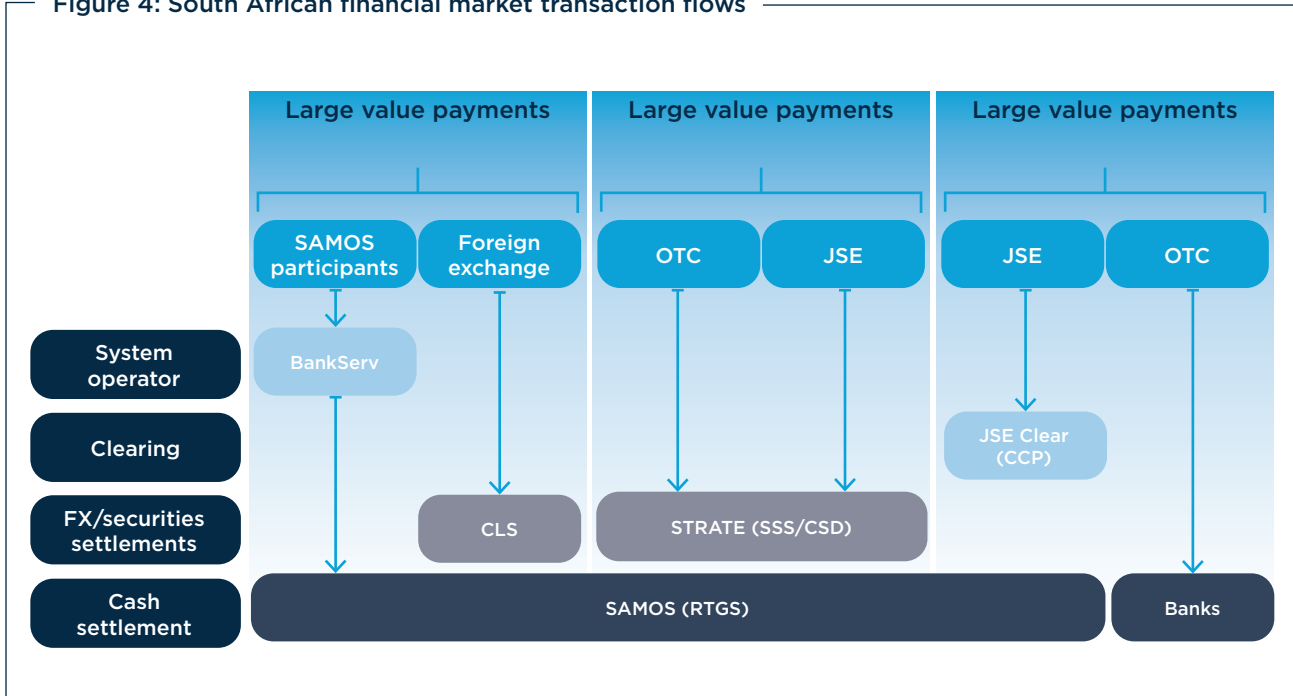 Figure 4: South African financial market transaction flows
Large value payments
Large value payments
Large value payments
SAMOS
participants
Foreign
exchange
OTC
JSE
JSE
OTC
System
operator
BankServ
Clearing
JSE Clear
(CCP)
FX/securities
settlements
CLS
STRATE (SSS/CSD)
Cash
settlement
SAMOS (RTGS)
Banks